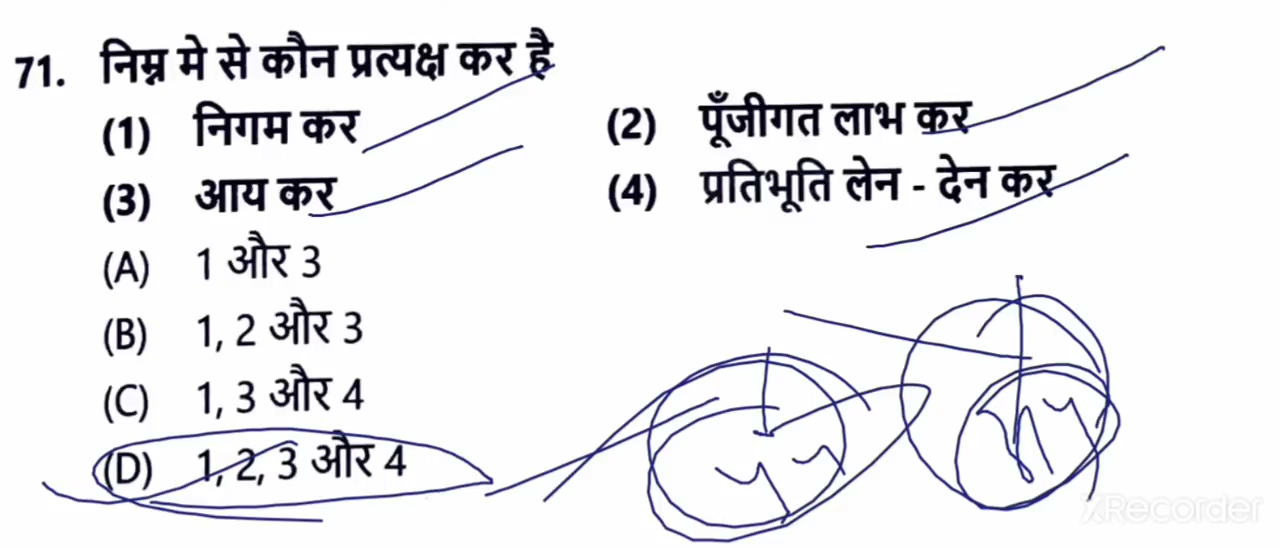 71. निम्न मे से कौन प्रत्यक्ष कर है
(1) निगम कर (2) पूँजीगत लाभ कर
(3) आय कर (4) प्रतिभूति लेन - देन कर
(A) 1 और 3
(B) 1, 2 और 3
(C) 1, 3 और 4
(D) 1, 2, 3 और 4
XRecorder